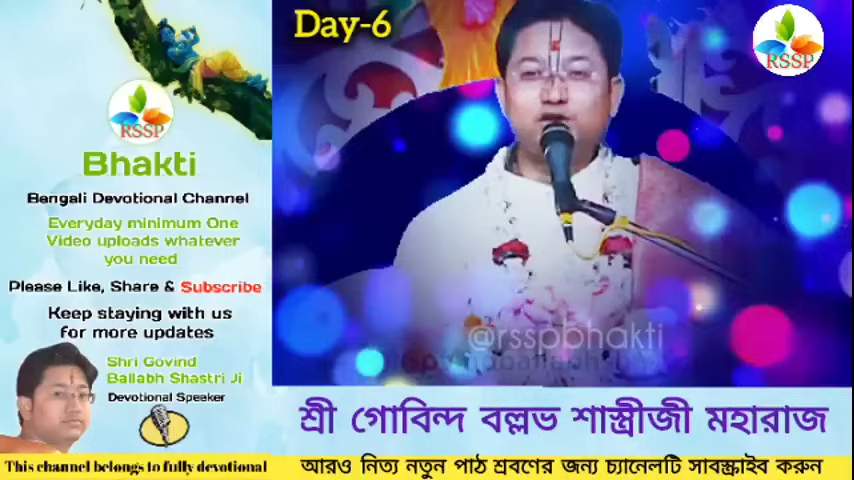 Day-6
RSSP
RSSP
Bhakti
Bengali Devotional Channel
Everyday minimum One
Video uploads whatever
you need
Please Like, Share & Subscribe
Keep staying with us
for more updates
Shri Govind
Ballabh Shastri Ji
Devotional Speaker
This channel belongs to fully devotional
@rsspbhakti
শ্রী গোবিন্দ বল্লভ শাস্ত্রীজী মহারাজ
আরও নিত্য নতুন পাঠ শ্রবণের জন্য চ্যানেলটি সাবস্ক্রাইব করুন